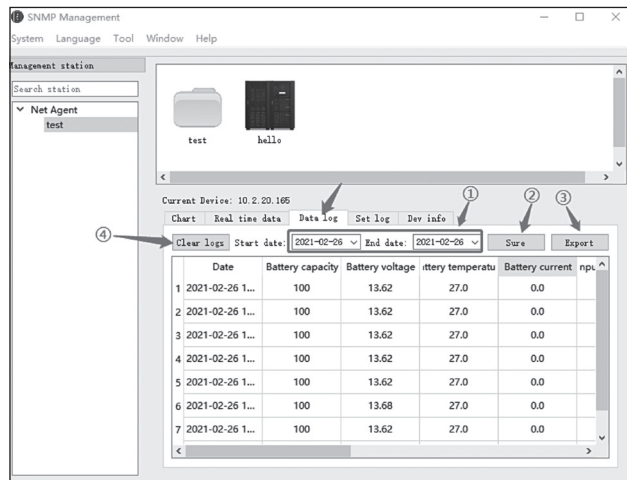 SNMP Management
System Language Tool Window Help
Management station
Search station
Net Agent
test
test hello
Current Device: 10.2.20.165
① ② ③
Chart Real time data Data log Set log Dev info
④
Clear logs Start date: 2021-02-26 End date: 2021-02-26 Sure Export
Date Battery capacity Battery voltage ttery temperatu Battery current npu
1 2021-02-26 1... 100 13.62 27.0 0.0
2 2021-02-26 1... 100 13.62 27.0 0.0
3 2021-02-26 1... 100 13.62 27.0 0.0
4 2021-02-26 1... 100 13.62 27.0 0.0
5 2021-02-26 1... 100 13.62 27.0 0.0
6 2021-02-26 1... 100 13.68 27.0 0.0
7 2021-02-26 1... 100 13.62 27.0 0.0